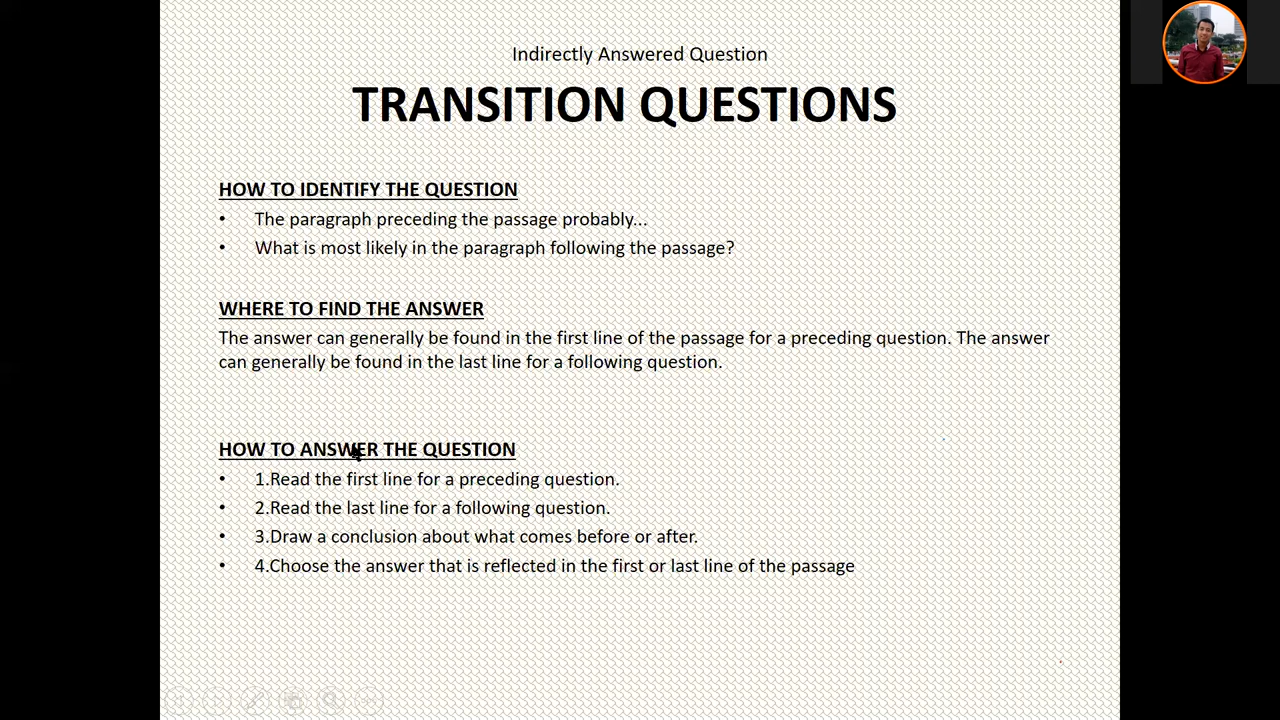 Indirectly Answered Question
TRANSITION QUESTIONS
HOW TO IDENTIFY THE QUESTION
• The paragraph preceding the passage probably...
• What is most likely in the paragraph following the passage?
WHERE TO FIND THE ANSWER
The answer can generally be found in the first line of the passage for a preceding question. The answer
can generally be found in the last line for a following question.
HOW TO ANSWER THE QUESTION
• 1.Read the first line for a preceding question.
• 2.Read the last line for a following question.
• 3.Draw a conclusion about what comes before or after.
• 4.Choose the answer that is reflected in the first or last line of the passage